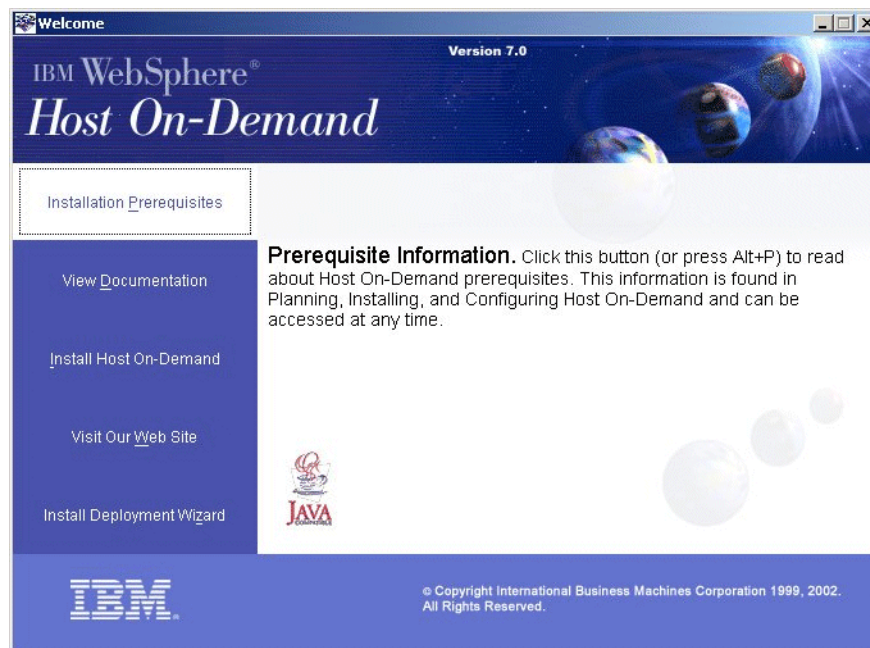 Welcome
Version 7.0
IBM WebSphere®
Host On-Demand
Installation Prerequisites
View Documentation
Install Host On-Demand
Visit Our Web Site
Install Deployment Wizard
Prerequisite Information. Click this button (or press Alt+P) to read
about Host On-Demand prerequisites. This information is found in
Planning, Installing, and Configuring Host On-Demand and can be
accessed at any time.
JAVA
COMPATIBLE
IBM.
© Copyright International Business Machines Corporation 1999, 2002.
All Rights Reserved.